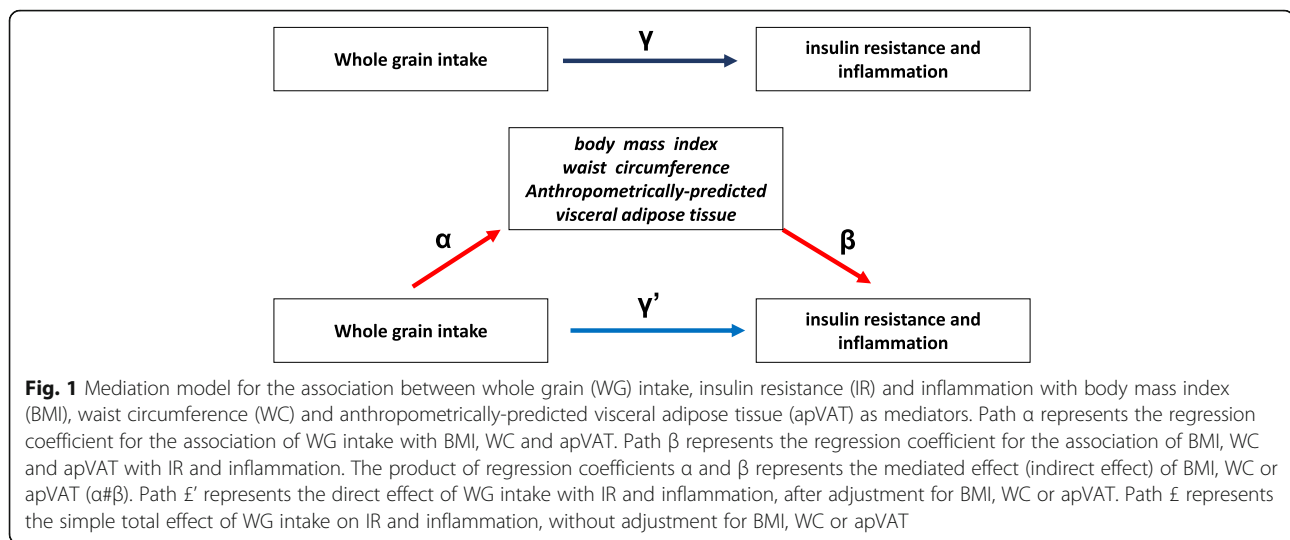 γ
Whole grain intake
insulin resistance and
inflammation
body mass index
waist circumference
Anthropometrically-predicted
visceral adipose tissue
α
β
γ’
Whole grain intake
insulin resistance and
inflammation
Fig. 1 Mediation model for the association between whole grain (WG) intake, insulin resistance (IR) and inflammation with body mass index
(BMI), waist circumference (WC) and anthropometrically-predicted visceral adipose tissue (apVAT) as mediators. Path α represents the regression
coefficient for the association of WG intake with BMI, WC and apVAT. Path β represents the regression coefficient for the association of BMI, WC
and apVAT with IR and inflammation. The product of regression coefficients α and β represents the mediated effect (indirect effect) of BMI, WC or
apVAT (α#β). Path £’ represents the direct effect of WG intake with IR and inflammation, after adjustment for BMI, WC or apVAT. Path £ represents
the simple total effect of WG intake on IR and inflammation, without adjustment for BMI, WC or apVAT